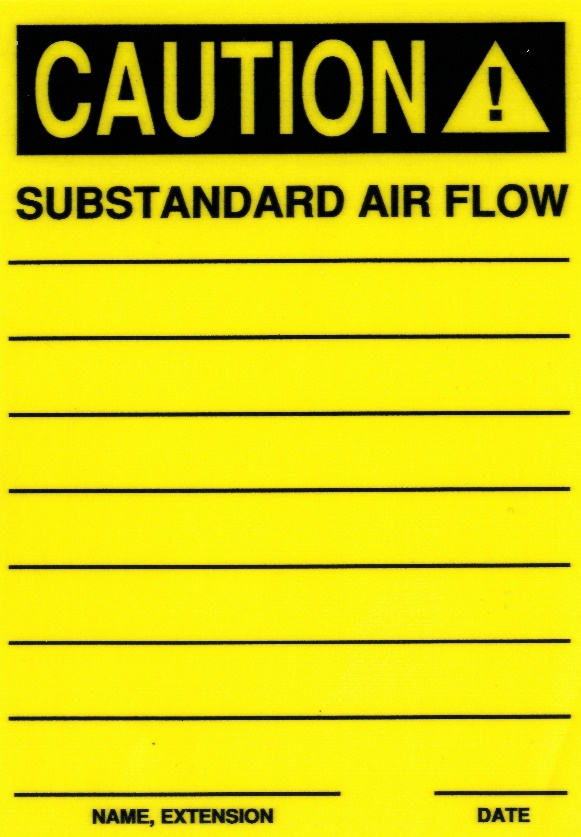 CAUTION !
SUBSTANDARD AIR FLOW
NAME, EXTENSION DATE